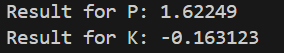 Result for P: 1.62249
Result for K: -0.163123